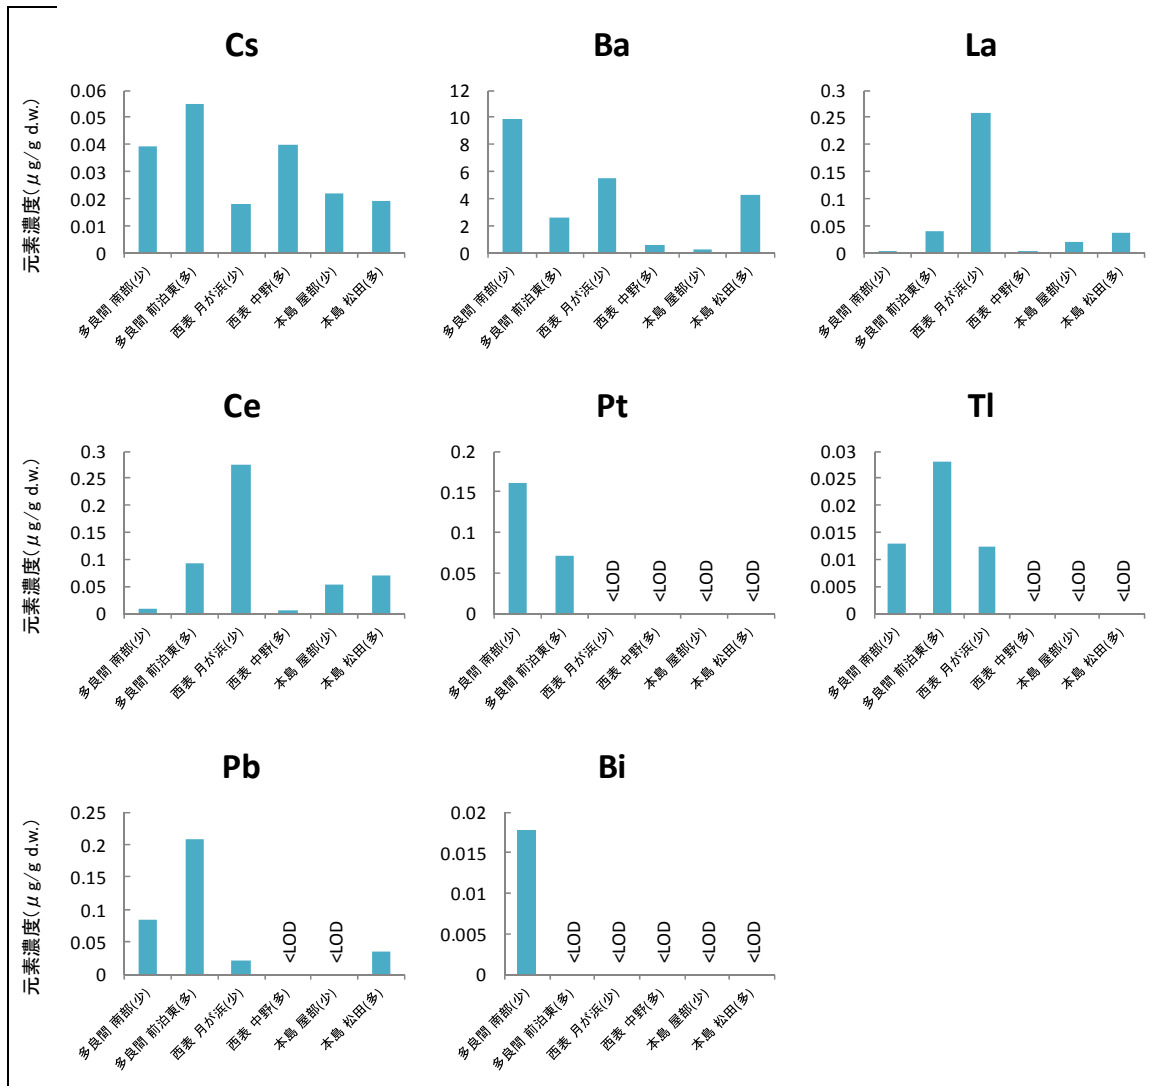 Cs
元素濃度(μg/g d.w.)
0.06
0.05
0.04
0.03
0.02
0.01
0
多良間 南部(少)
多良間 前泊東(多)
西表 月が浜(少)
西表 中野(多)
本島 屋部(少)
本島 松田(多)
Ba
12
10
8
6
4
2
0
多良間 南部(少)
多良間 前泊東(多)
西表 月が浜(少)
西表 中野(多)
本島 屋部(少)
本島 松田(多)
La
0.3
0.25
0.2
0.15
0.1
0.05
0
多良間 南部(少)
多良間 前泊東(多)
西表 月が浜(少)
西表 中野(多)
本島 屋部(少)
本島 松田(多)
Ce
元素濃度(μg/g d.w.)
0.3
0.25
0.2
0.15
0.1
0.05
0
多良間 南部(少)
多良間 前泊東(多)
西表 月が浜(少)
西表 中野(多)
本島 屋部(少)
本島 松田(多)
Pt
0.2
0.15
0.1
0.05
0
<LOD
<LOD
<LOD
<LOD
多良間 南部(少)
多良間 前泊東(多)
西表 月が浜(少)
西表 中野(多)
本島 屋部(少)
本島 松田(多)
Tl
0.03
0.025
0.02
0.015
0.01
0.005
0
<LOD
<LOD
<LOD
多良間 南部(少)
多良間 前泊東(多)
西表 月が浜(少)
西表 中野(多)
本島 屋部(少)
本島 松田(多)
Pb
元素濃度(μg/g d.w.)
0.25
0.2
0.15
0.1
0.05
0
<LOD
<LOD
多良間 南部(少)
多良間 前泊東(多)
西表 月が浜(少)
西表 中野(多)
本島 屋部(少)
本島 松田(多)
Bi
0.02
0.015
0.01
0.005
0
<LOD
<LOD
<LOD
<LOD
<LOD
多良間 南部(少)
多良間 前泊東(多)
西表 月が浜(少)
西表 中野(多)
本島 屋部(少)
本島 松田(多)